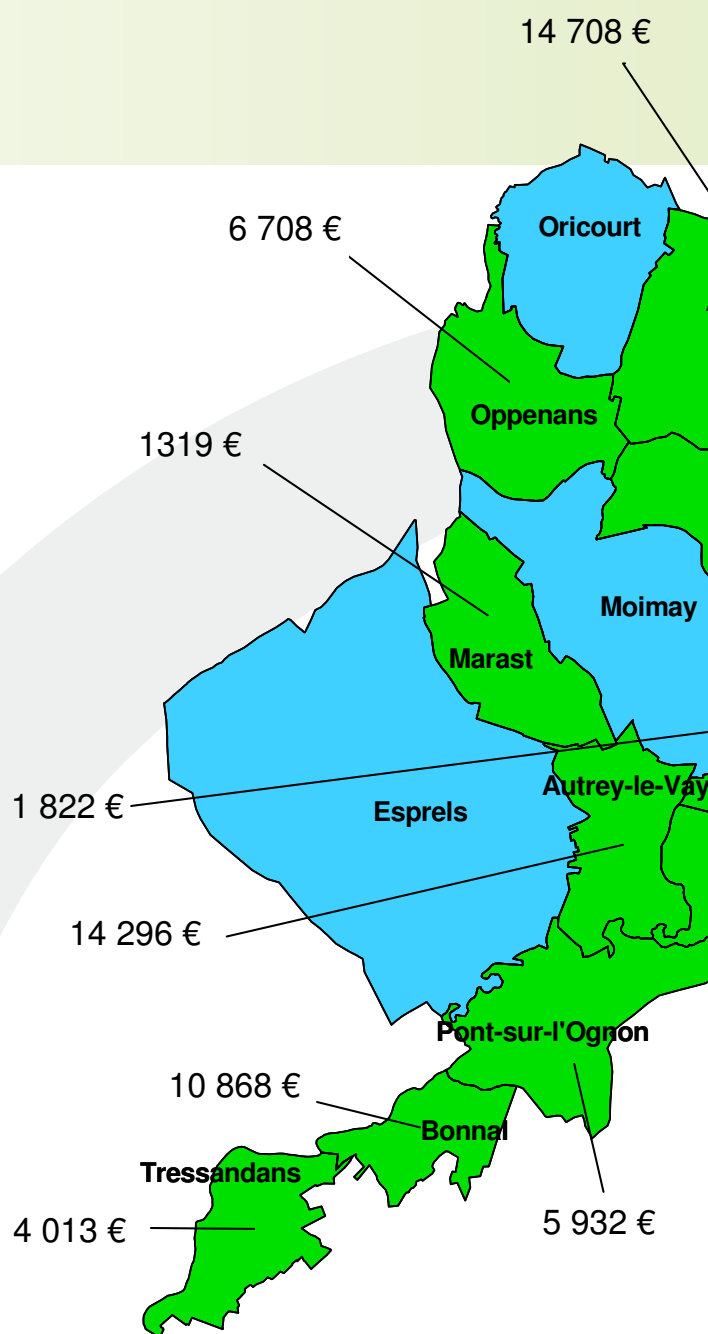 14 708 €
Oricourt
6 708 €
Oppenans
1319 €
Moimay
Marast
Autrey-le-Vay
1 822 €
Esprels
14 296 €
Pont-sur-l'Ognon
10 868 €
Bonnal
Tressandans
5 932 €
4 013 €